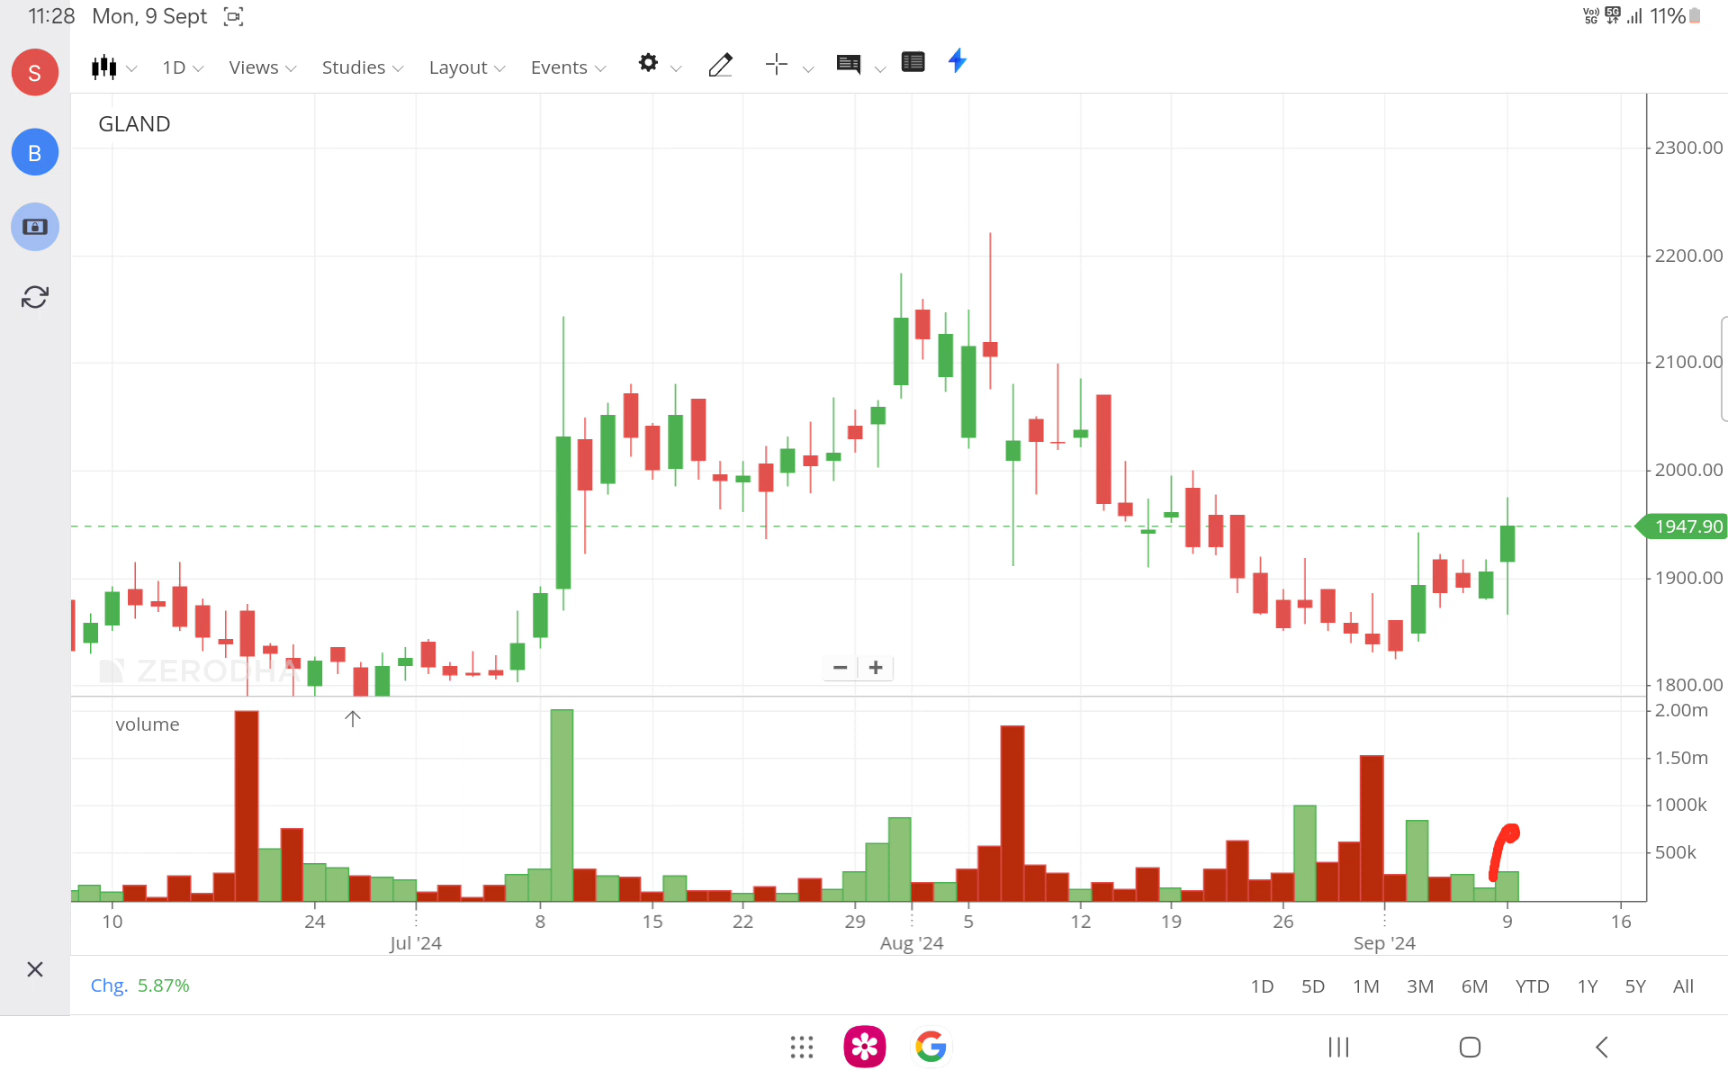 11:28 Mon, 9 Sept
Vo)) 5G 5G 11%
S
B
1D Views Studies Layout Events
GLAND
2300.00
2200.00
2100.00
2000.00
1947.90
1900.00
1800.00
ZERODHA
− +
volume
2.00m
1.50m
1000k
500k
10 24 8 15 22 29 5 12 19 26 9 16
Jul '24 Aug '24 Sep '24
Chg. 5.87%
1D 5D 1M 3M 6M YTD 1Y 5Y All